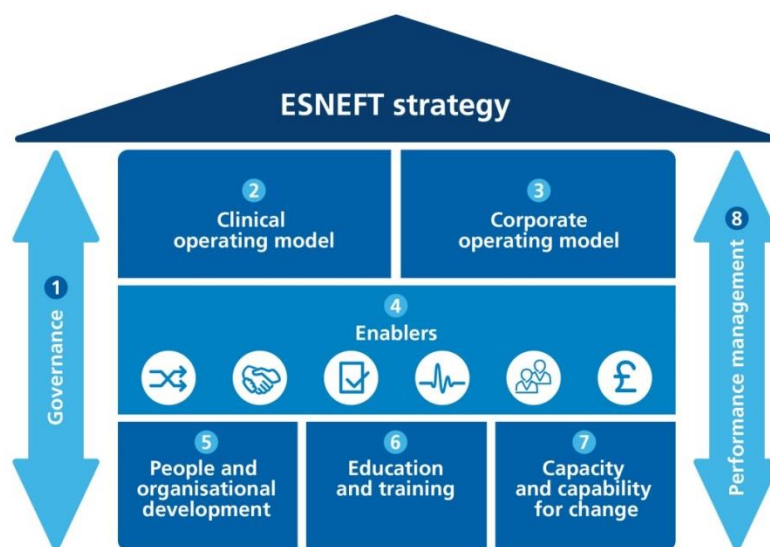 ESNEFT strategy
1
Governance
2
Clinical
operating model
3
Corporate
operating model
4
Enablers
£
5
People and
organisational
development
6
Education
and training
7
Capacity
and capability
for change
8
Performance management